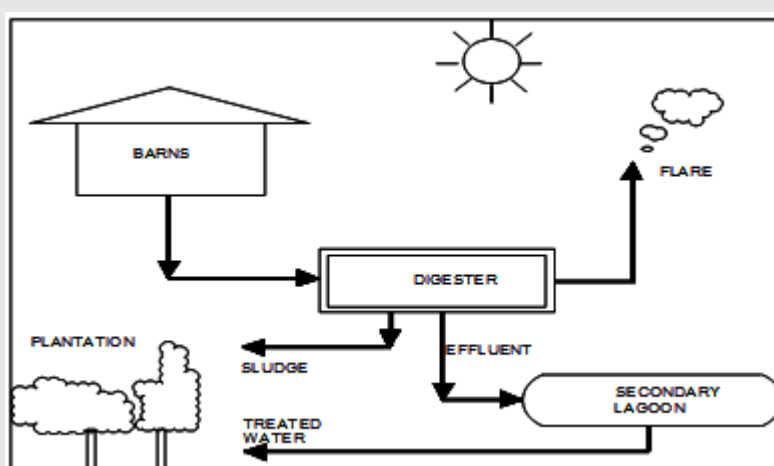 BARNS
FLARE
DIGESTER
PLANTATION
EFFLUENT
SLUDGE
SECONDARY
LAGOON
TREATED
WATER